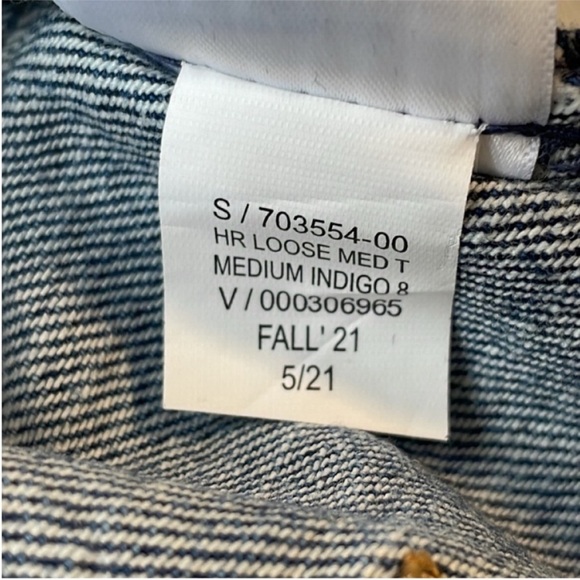 S / 703554-00
HR LOOSE MED T
MEDIUM INDIGO 8
V / 000306965
FALL' 21
5/21